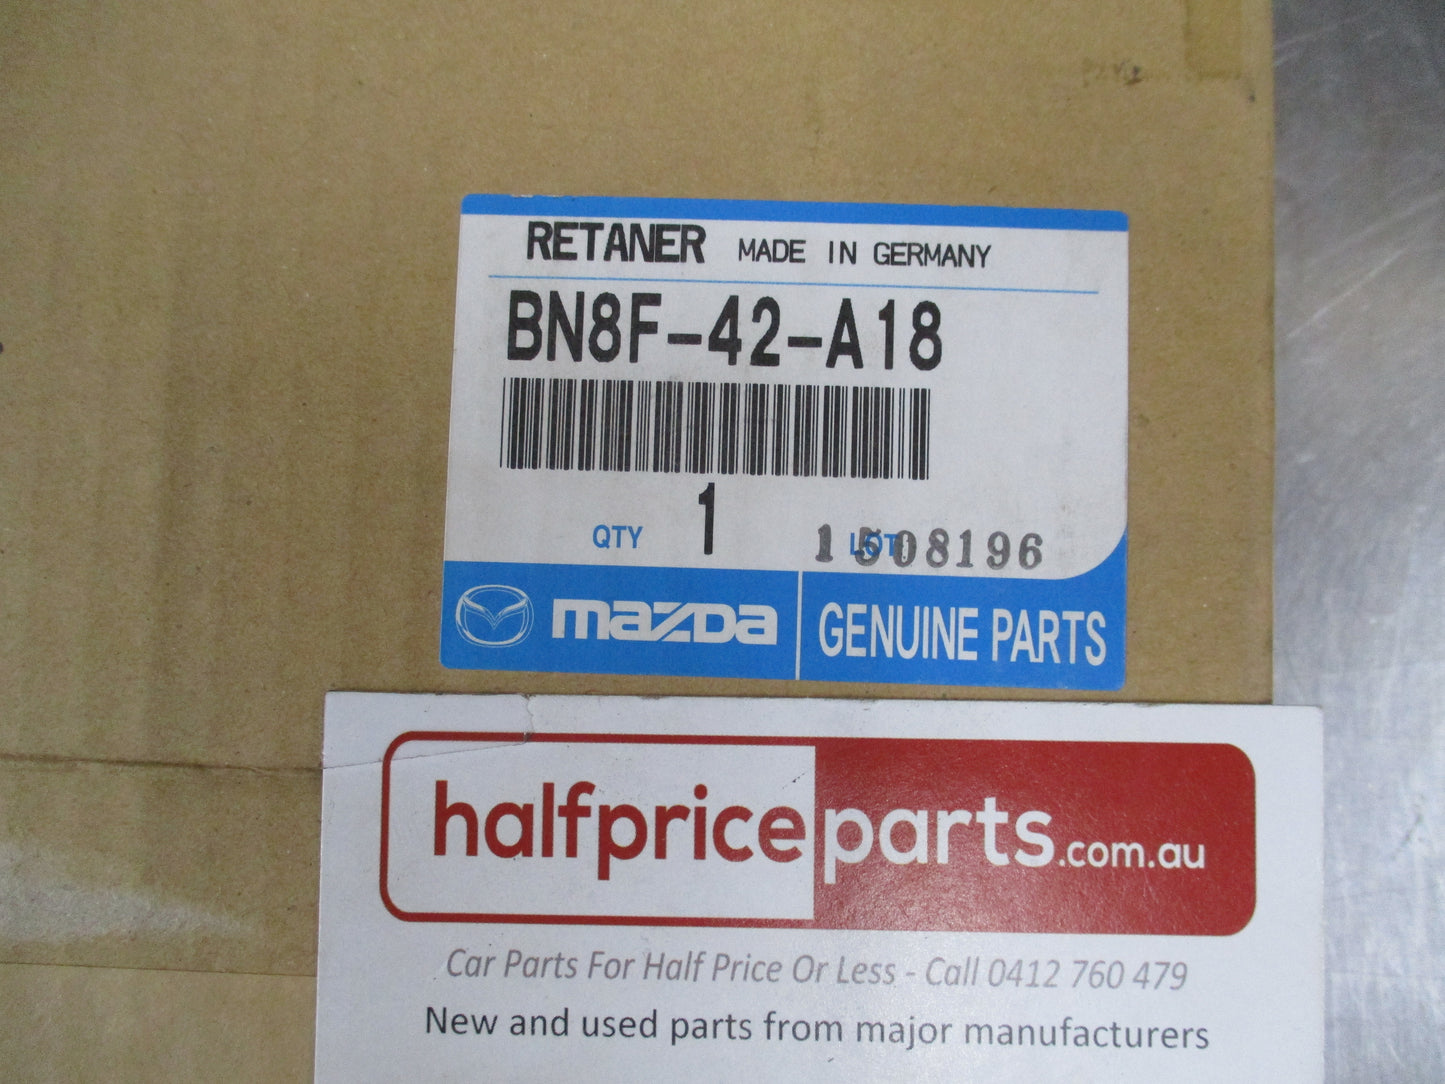 RETANER MADE IN GERMANY
BN8F-42-A18
QTY 1 LOT 1508196
mazda GENUINE PARTS
halfpriceparts.com.au
Car Parts For Half Price Or Less - Call 0412 760 479
New and used parts from major manufacturers